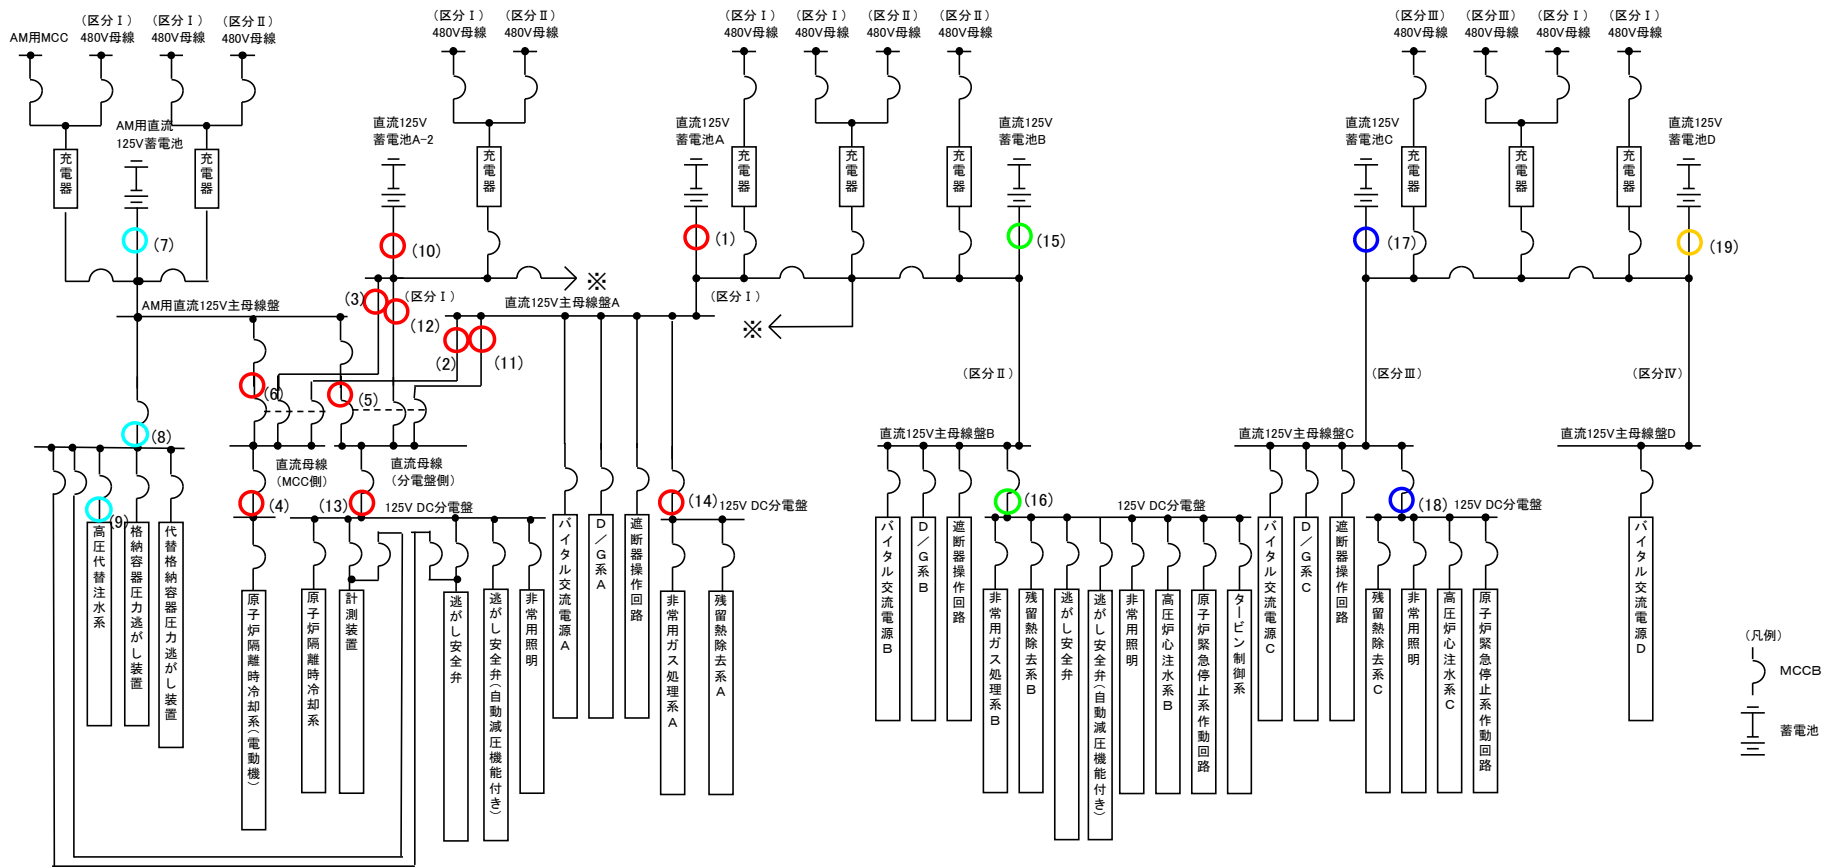 AM用MCC
(区分Ⅰ)
480V母線
(区分Ⅰ)
480V母線
(区分Ⅱ)
480V母線
(区分Ⅰ)
480V母線
(区分Ⅱ)
480V母線
(区分Ⅰ)
480V母線
(区分Ⅰ)
480V母線
(区分Ⅱ)
480V母線
(区分Ⅱ)
480V母線
(区分Ⅲ)
480V母線
(区分Ⅲ)
480V母線
(区分Ⅰ)
480V母線
(区分Ⅰ)
480V母線
AM用直流
125V蓄電池
直流125V
蓄電池A-2
直流125V
蓄電池A
直流125V
蓄電池B
直流125V
蓄電池C
直流125V
蓄電池D
充電器
充電器
充電器
充電器
充電器
充電器
充電器
充電器
充電器
(7)
(10)
(1)
(15)
(17)
(19)
※
※
(3)
(区分Ⅰ)
(12)
AM用直流125V主母線盤
直流125V主母線盤A
(区分Ⅰ)
(2)
(11)
(6)
(5)
(区分Ⅱ)
(区分Ⅲ)
(区分Ⅳ)
(8)
直流125V主母線盤B
直流125V主母線盤C
直流125V主母線盤D
直流母線
(MCC側)
直流母線
(分電盤側)
(9)
(4)
(13)
125V DC分電盤
(14)
125V DC分電盤
(16)
125V DC分電盤
(18)
125V DC分電盤
高圧代替注水系
格納容器圧力逃がし装置
代替格納容器圧力逃がし装置
原子炉隔離時冷却系(電動機)
原子炉隔離時冷却系
計測装置
逃がし安全弁
逃がし安全弁(自動減圧機能付き)
非常用照明
バイタル交流電源A
D/G系A
遮断器操作回路
非常用ガス処理系A
残留熱除去系A
バイタル交流電源B
D/G系B
遮断器操作回路
非常用ガス処理系B
残留熱除去系B
逃がし安全弁
逃がし安全弁(自動減圧機能付き)
非常用照明
高圧炉心注水系B
原子炉緊急停止系作動回路
タービン制御系
バイタル交流電源C
D/G系C
遮断器操作回路
残留熱除去系C
非常用照明
高圧炉心注水系C
原子炉緊急停止系作動回路
バイタル交流電源D
(凡例)
MCCB
蓄電池